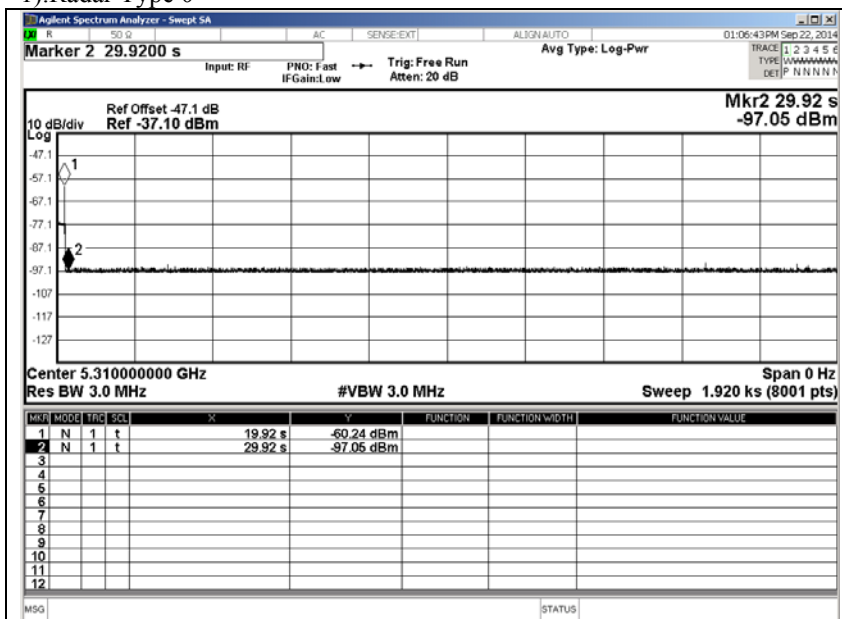 Agilent Spectrum Analyzer - Swept SA
LXI R 50 Ω AC SENSE:EXT ALIGNAUTO 01:06:43PM Sep 22, 2014
Marker 2 29.9200 s Avg Type: Log-Pwr TRACE 1 2 3 4 5 6
Input: RF PNO: Fast Trig: Free Run TYPE
IFGain:Low Atten: 20 dB DET P N N N N
Ref Offset -47.1 dB Mkr2 29.92 s
10 dB/div Ref -37.10 dBm -97.05 dBm
Log
-47.1
1
-57.1
-67.1
-77.1
-87.1
2
-97.1
-107
-117
-127
Center 5.310000000 GHz Span 0 Hz
Res BW 3.0 MHz #VBW 3.0 MHz Sweep 1.920 ks (8001 pts)
MKR MODE TRC SCL X Y FUNCTION FUNCTION WIDTH FUNCTION VALUE
1 N 1 t 19.92 s -60.24 dBm
2 N 1 t 29.92 s -97.05 dBm
3
4
5
6
7
8
9
10
11
12
MSG STATUS